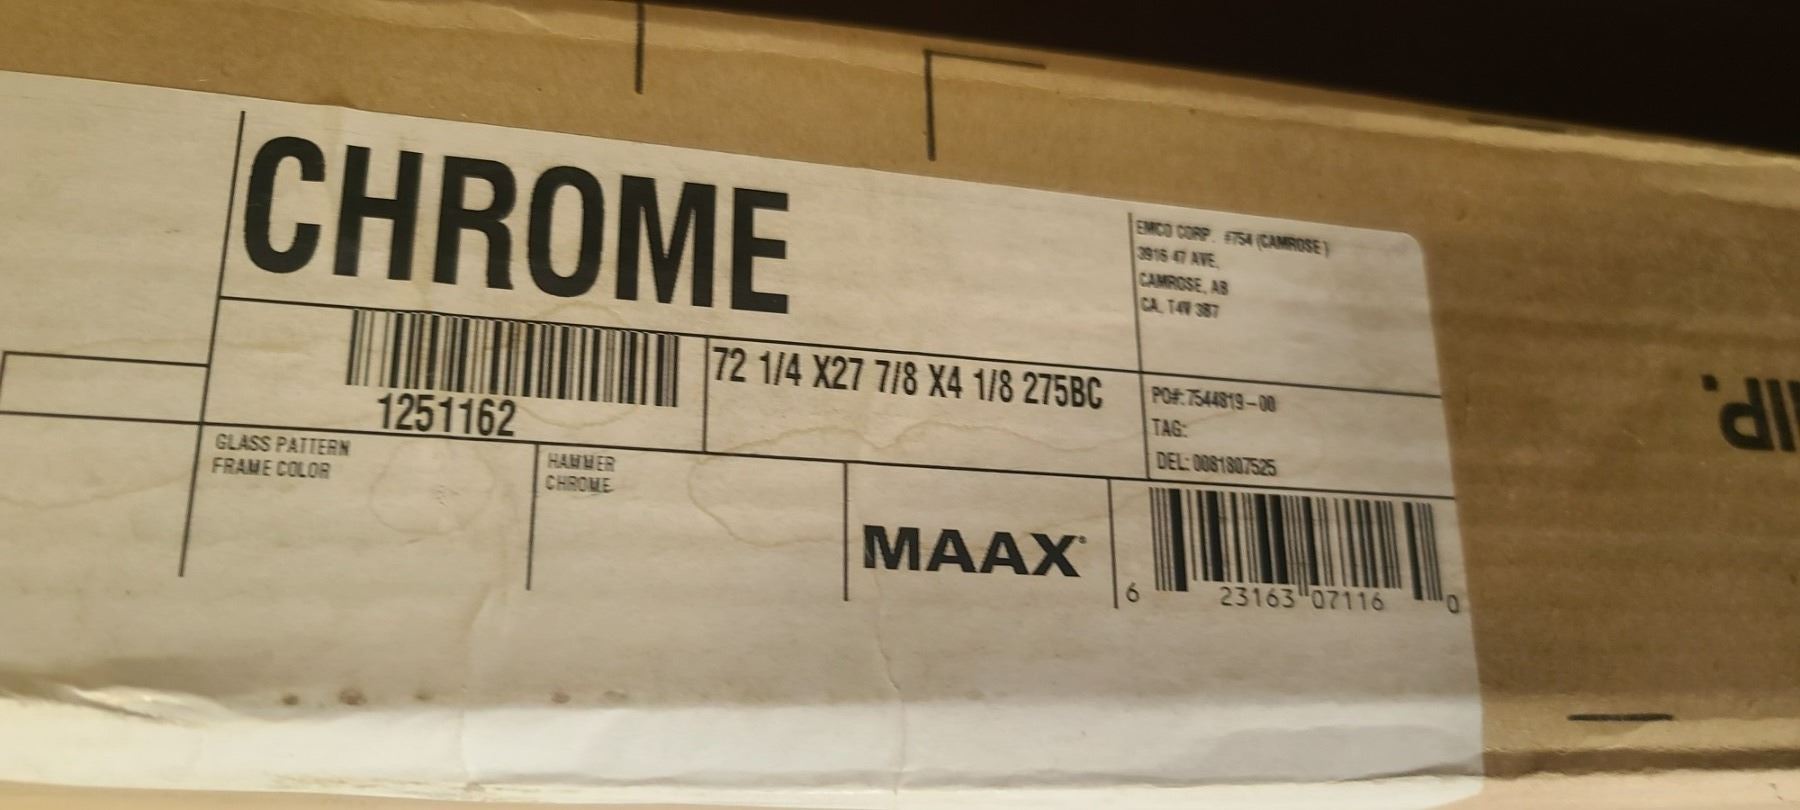 CHROME
EMCO CORP. #754 (CAMROSE)
3916 47 AVE,
CAMROSE, AB
CA, T4V 3B7
1251162
72 1/4 X27 7/8 X4 1/8 275BC
PO#: 7544819-00
TAG:
DEL: 0081807525
GLASS PATTERN
FRAME COLOR
HAMMER
CHROME
MAAX®
6 23163 07116 0
IP.